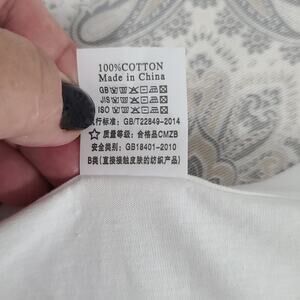 100%COTTON
Made in China
GB
JIS
ISO
行标准: GB/T22849-2014
☆ 质量等级: 合格品CMZB
安全类别: GB18401-2010
B类(直接接触皮肤的纺织产品)